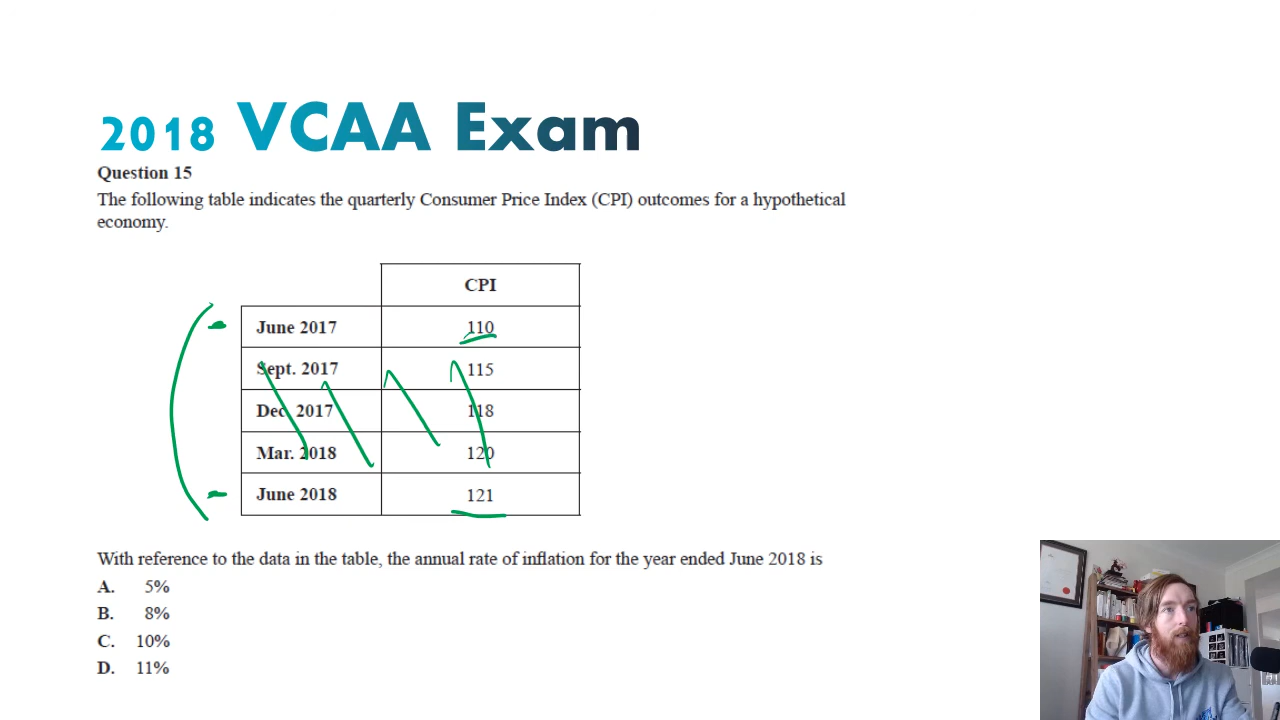 2018 VCAA Exam
Question 15
The following table indicates the quarterly Consumer Price Index (CPI) outcomes for a hypothetical
economy.
CPI
June 2017 110
Sept. 2017 115
Dec. 2017 118
Mar. 2018 120
June 2018 121
With reference to the data in the table, the annual rate of inflation for the year ended June 2018 is
A. 5%
B. 8%
C. 10%
D. 11%